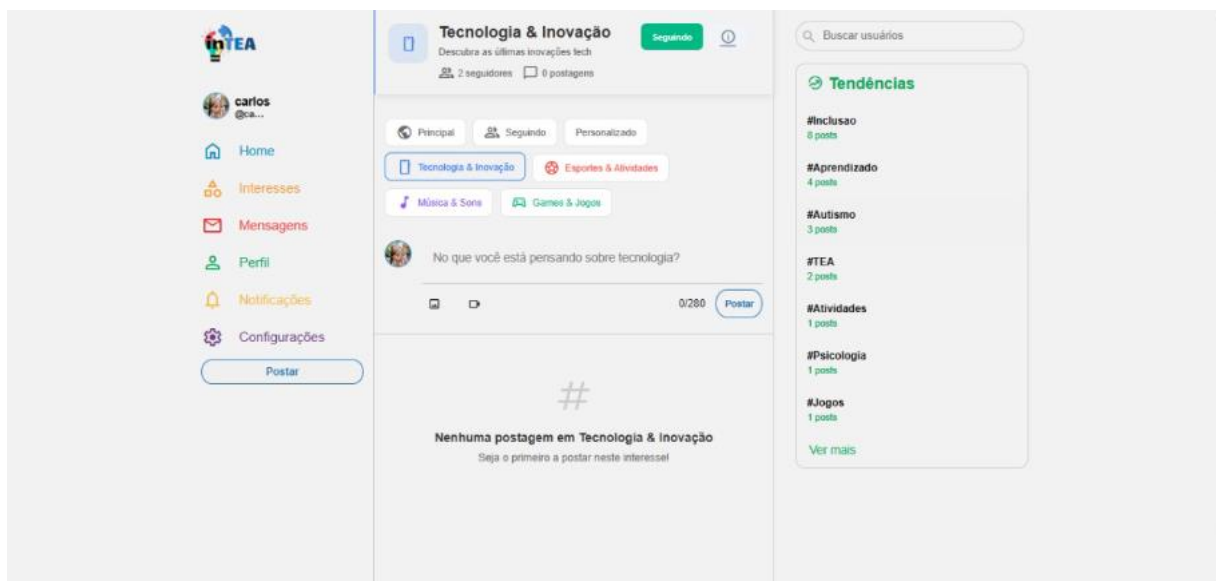 inTEA
carlos
@ca...
Home
Interesses
Mensagens
Perfil
Notificações
Configurações
Postar
Tecnologia & Inovação
Seguindo
Descubra as últimas inovações tech
2 seguidores 0 postagens
Principal Seguindo Personalizado
Tecnologia & Inovação Esportes & Atividades
Música & Sons Games & Jogos
No que você está pensando sobre tecnologia?
0/280 Postar
#
Nenhuma postagem em Tecnologia & Inovação
Seja o primeiro a postar neste interesse!
Buscar usuários
Tendências
#Inclusao
8 posts
#Aprendizado
4 posts
#Autismo
3 posts
#TEA
2 posts
#Atividades
1 posts
#Psicologia
1 posts
#Jogos
1 posts
Ver mais